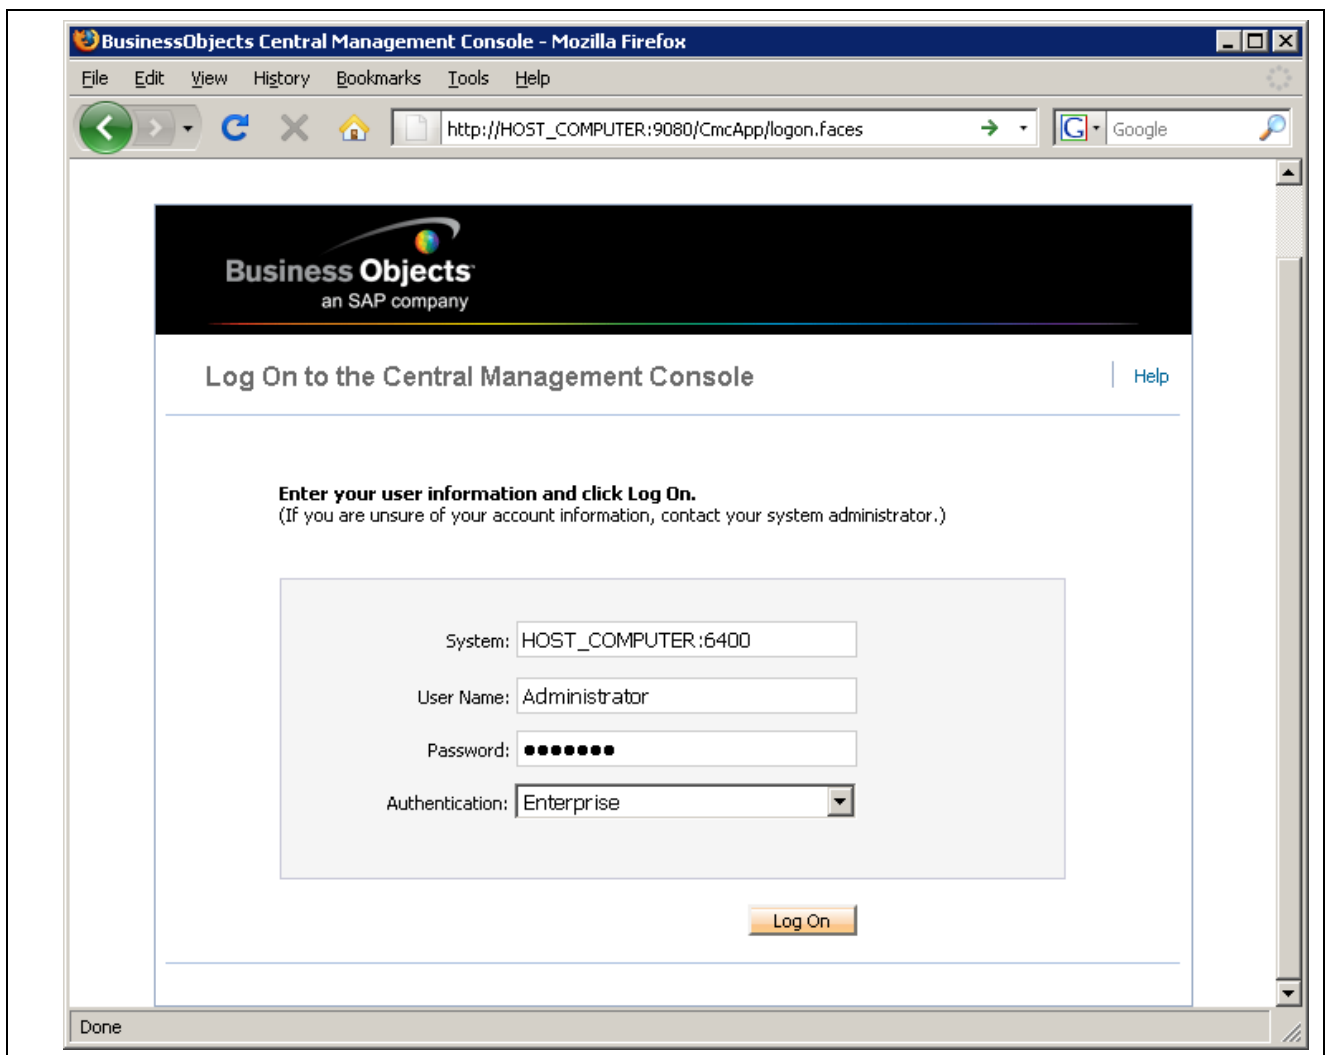 BusinessObjects Central Management Console - Mozilla Firefox
File Edit View History Bookmarks Tools Help
http://HOST_COMPUTER:9080/CmcApp/logon.faces
G Google
Business Objects
an SAP company
Log On to the Central Management Console
Help
Enter your user information and click Log On.
(If you are unsure of your account information, contact your system administrator.)
System: HOST_COMPUTER:6400
User Name: Administrator
Password: ●●●●●●●
Authentication: Enterprise
Log On
Done